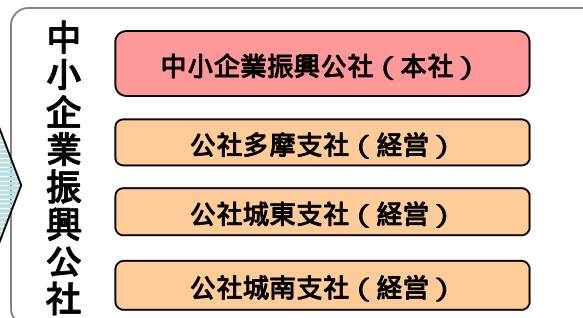 中小企業振興公社
中小企業振興公社（本社）
公社多摩支社（経営）
公社城東支社（経営）
公社城南支社（経営）